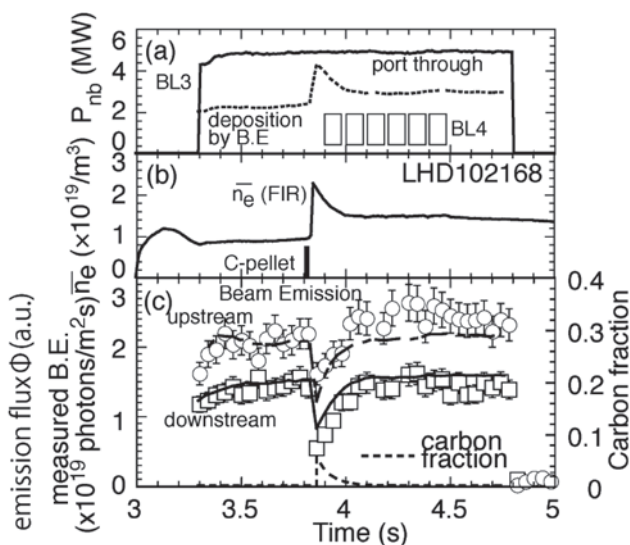 (a)
P_nb (MW)
6
4
2
0
BL3
port through
deposition
by B.E
BL4
(b)
LHD102168
n̅e (×10^19/m^3)
3
2
1
0
n̅e (FIR)
C-pellet
(c)
Beam Emission
upstream
downstream
carbon
fraction
emission flux Φ (a.u.)
measured B.E.
(×10^19 photons/m^2s)
3
2
1
0
Carbon fraction
0.4
0.3
0.2
0.1
0
3
3.5
4
4.5
5
Time (s)